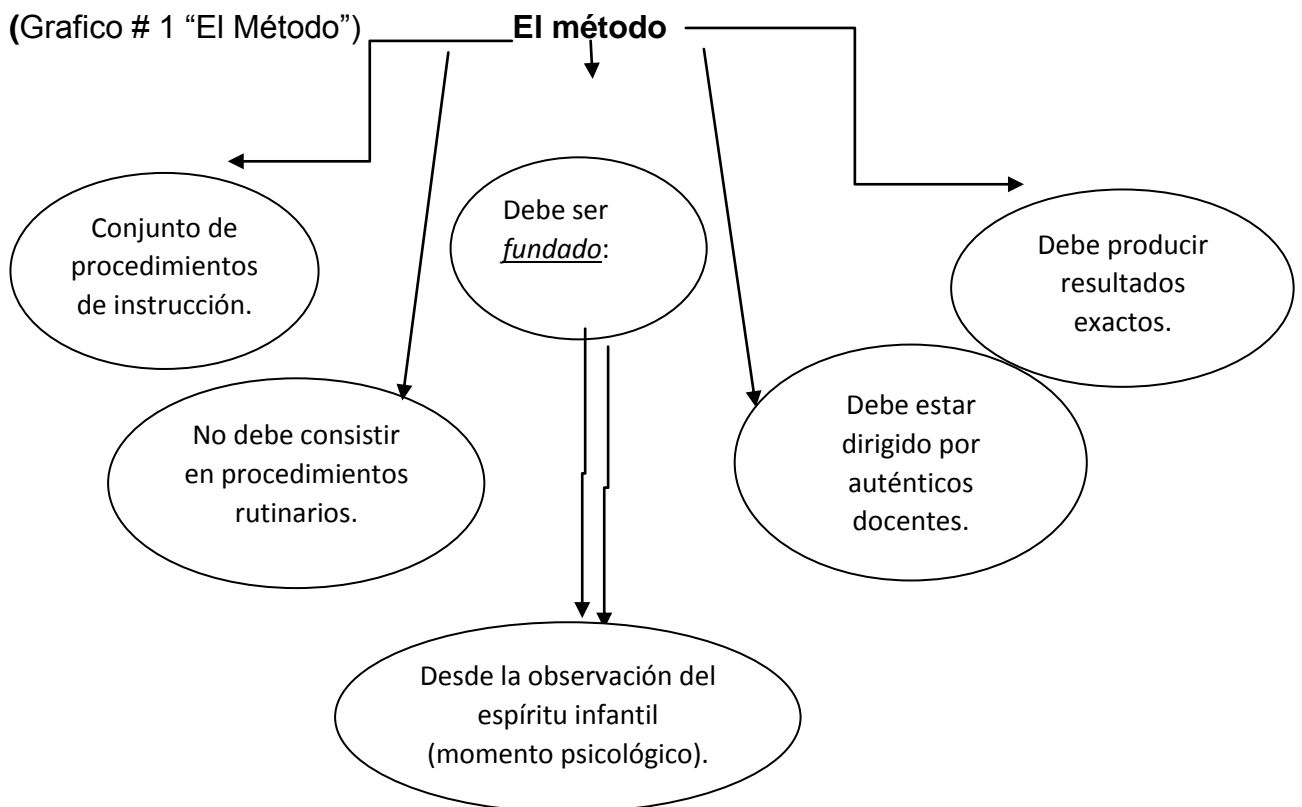 (Grafico # 1 “El Método”) El método
Conjunto de
procedimientos
de instrucción.
Debe ser
fundado:
Debe producir
resultados
exactos.
No debe consistir
en procedimientos
rutinarios.
Debe estar
dirigido por
auténticos
docentes.
Desde la observación del
espíritu infantil
(momento psicológico).